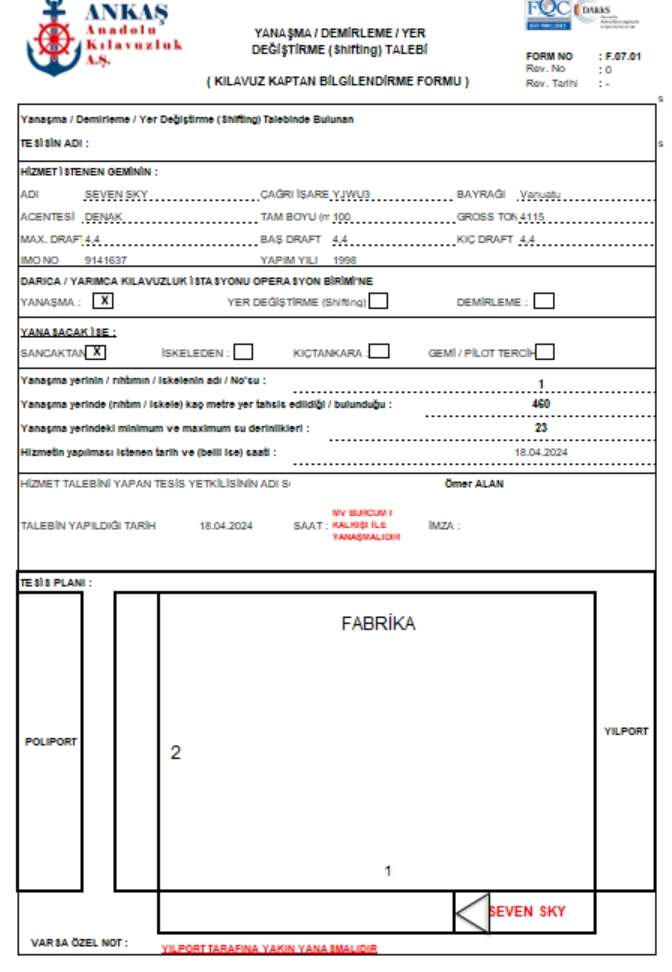 ANKAŞ
Anadolu
Kılavuzluk
A.Ş.
YANAŞMA / DEMİRLEME / YER
DEĞİŞTİRME (Shifting) TALEBİ
( KILAVUZ KAPTAN BİLGİLENDİRME FORMU )
FQC
DAkkS
FORM NO : F.07.01
Rev. No : 0
Rev. Tarihi : -
Yanaşma / Demirleme / Yer Değiştirme (Shifting) Talebinde Bulunan
TESİSİN ADI :
HİZMET İSTENEN GEMİNİN :
ADI SEVEN SKY ÇAĞRI İŞARE YJWU3 BAYRAĞI Vanuatu
ACENTESİ DENAK TAM BOYU (m 100 GROSS TON 4115
MAX. DRAFT 4,4 BAŞ DRAFT 4,4 KIÇ DRAFT 4,4
IMO NO 9141637 YAPIM YILI 1998
DARICA / YARIMCA KILAVUZLUK İSTASYONU OPERASYON BİRİMİ'NE
YANAŞMA : X YER DEĞİŞTİRME (Shifting) DEMİRLEME :
YANAŞACAK İSE :
SANCAKTAN X İSKELEDEN : KIÇTANKARA : GEMİ / PİLOT TERCİH
Yanaşma yerinin / rıhtımın / iskelenin adı / No'su : 1
Yanaşma yerinde (rıhtım / iskele) kaç metre yer tahsis edildiği / bulunduğu : 460
Yanaşma yerindeki minimum ve maximum su derinlikleri : 23
Hizmetin yapılması istenen tarih ve (belli ise) saati : 18.04.2024
HİZMET TALEBİNİ YAPAN TESİS YETKİLİSİNİN ADI S Ömer ALAN
TALEBİN YAPILDIĞI TARİH 18.04.2024 SAAT : MV BURCUM I KALKIŞI İLE YANAŞMALIDIR İMZA :
TESİS PLANI :
FABRİKA
POLIPORT
YILPORT
2
1
SEVEN SKY
VARSA ÖZEL NOT : YILPORT TARAFINA YAKIN YANAŞMALIDIR